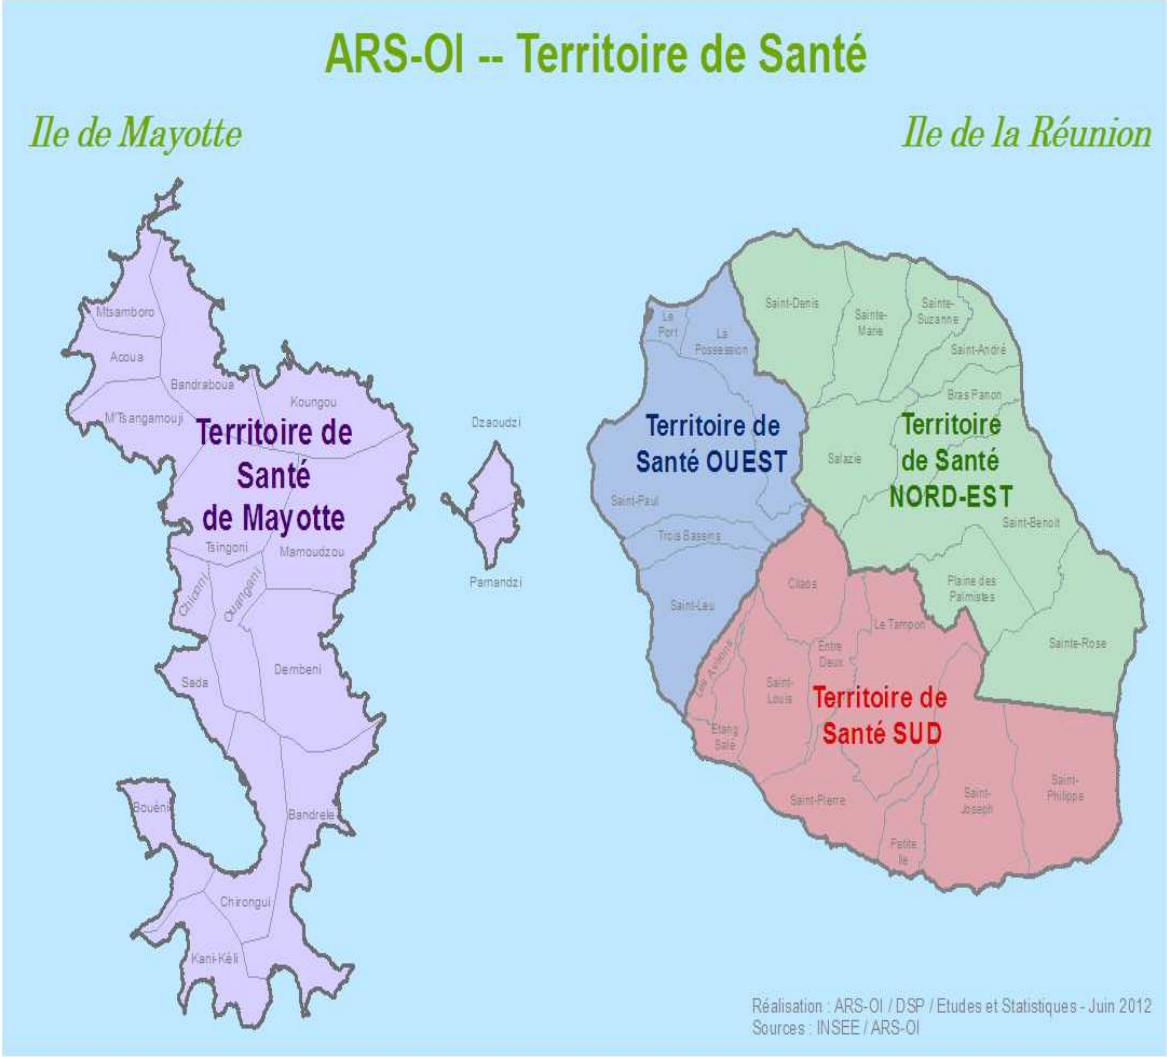 ARS-OI -- Territoire de Santé
Ile de Mayotte
Ile de la Réunion
Mtsamboro
Acoua
Bandraboua
M'Tsangamouji
Koungou
Territoire de
Santé
de Mayotte
Tsingoni
Mamoudzou
Chiconi
Ouangani
Dembeni
Sada
Bouéni
Bandrele
Chirongui
Kani-Kéli
Dzaoudzi
Pamandzi
Le
Port
La
Possession
Saint-Denis
Sainte-
Marie
Sainte-
Suzanne
Saint-André
Bras Panon
Territoire de
Santé OUEST
Territoire
de Santé
NORD-EST
Salazie
Saint-Paul
Saint-Benoit
Trois Bassins
Saint-Leu
Cilaos
Plaine des
Palmistes
Le Tampon
Sainte-Rose
Les Avirons
Entre
Deux
Saint-
Louis
Territoire de
Santé SUD
Etang
Salé
Saint-Pierre
Petite
Ile
Saint-
Joseph
Saint-
Philippe
Réalisation : ARS-OI / DSP / Etudes et Statistiques - Juin 2012
Sources : INSEE / ARS-OI